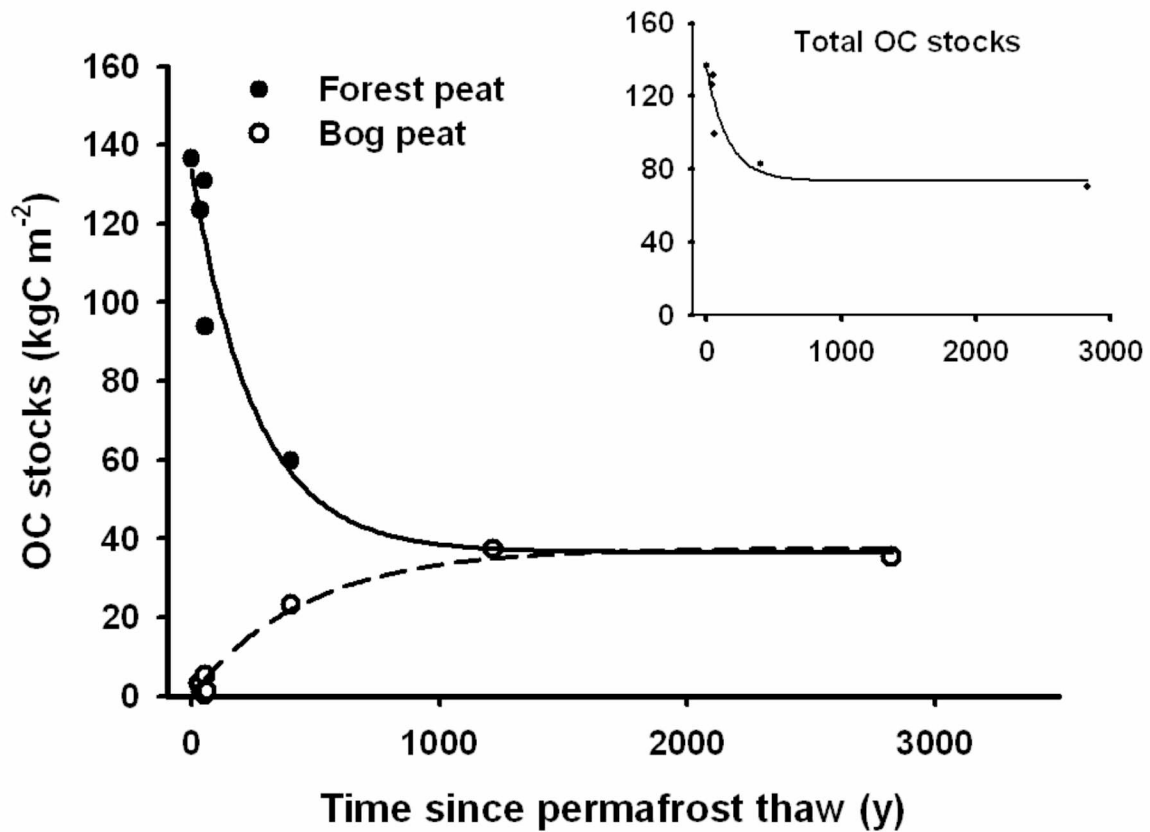 Total OC stocks
160
120
80
40
0
0 1000 2000 3000
Forest peat
Bog peat
OC stocks (kgC m⁻²)
160
140
120
100
80
60
40
20
0
0 1000 2000 3000
Time since permafrost thaw (y)